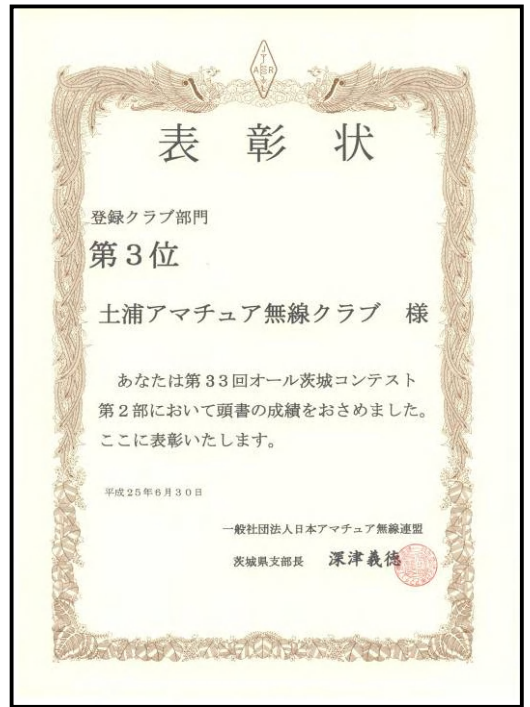 JARL
表彰状
登録クラブ部門
第3位
土浦アマチュア無線クラブ 様
あなたは第33回オール茨城コンテスト
第2部において頭書の成績をおさめました。
ここに表彰いたします。
平成25年6月30日
一般社団法人日本アマチュア無線連盟
茨城県支部長 深津義徳